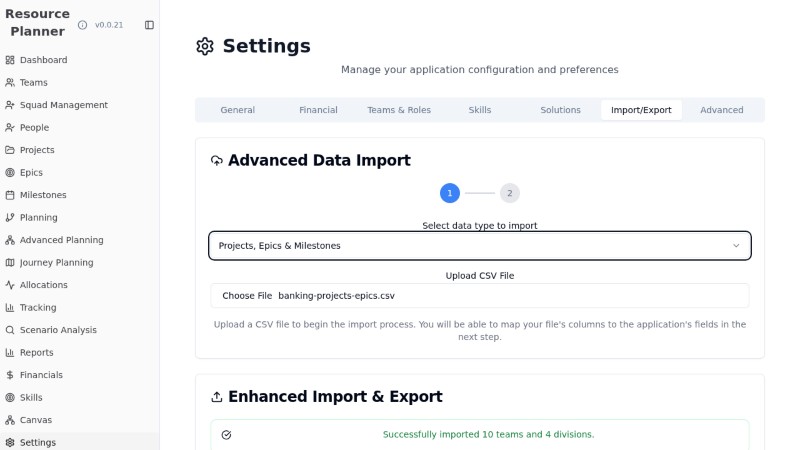 Resource
Planner
v0.0.21
Dashboard
Teams
Squad Management
People
Projects
Epics
Milestones
Planning
Advanced Planning
Journey Planning
Allocations
Tracking
Scenario Analysis
Reports
Financials
Skills
Canvas
Settings
Settings
Manage your application configuration and preferences
General Financial Teams & Roles Skills Solutions Import/Export Advanced
Advanced Data Import
1 2
Select data type to import
Projects, Epics & Milestones
Upload CSV File
Choose File banking-projects-epics.csv
Upload a CSV file to begin the import process. You will be able to map your file's columns to the application's fields in the
next step.
Enhanced Import & Export
Successfully imported 10 teams and 4 divisions.